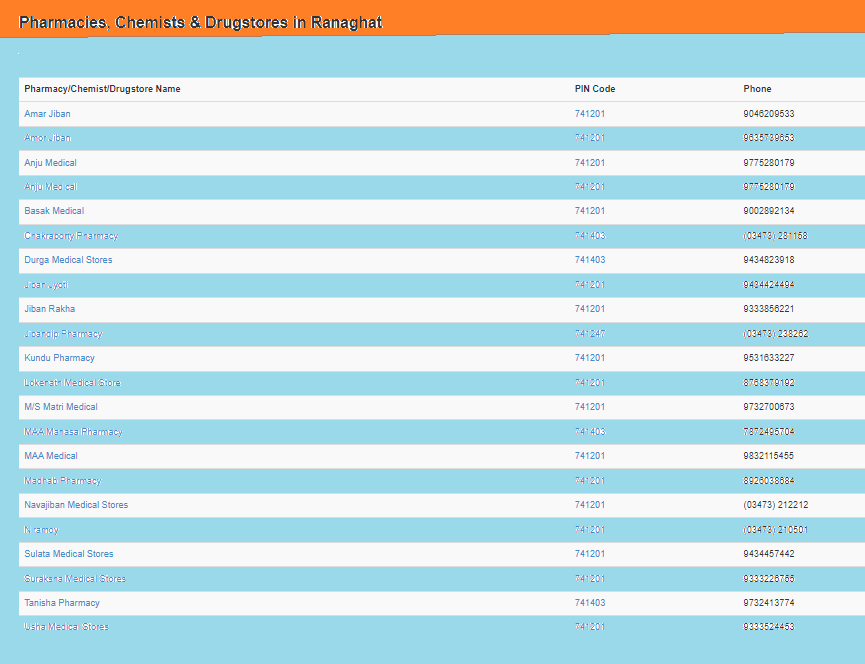 Pharmacies, Chemists & Drugstores in Ranaghat
Pharmacy/Chemist/Drugstore Name PIN Code Phone
Amar Jiban 741201 9046209533
Amor Jiban 741201 9635739653
Anju Medical 741201 9775280179
Anju Medical 741201 9775280179
Basak Medical 741201 9002892134
Chakraborty Pharmacy 741403 (03473) 281158
Durga Medical Stores 741403 9434823918
Jiban Jyoti 741201 9434424494
Jiban Rakha 741201 9333856221
Jibandip Pharmacy 741247 (03473) 238262
Kundu Pharmacy 741201 9531633227
Lokenath Medical Store 741201 8768379192
M/S Matri Medical 741201 9732700673
MAA Manasa Pharmacy 741403 7872495704
MAA Medical 741201 9832115455
Madhab Pharmacy 741201 8926038684
Navajiban Medical Stores 741201 (03473) 212212
Niramoy 741201 (03473) 210501
Sulata Medical Stores 741201 9434457442
Suraksha Medical Stores 741201 9333226766
Tanisha Pharmacy 741403 9732413774
Usha Medical Stores 741201 9333524453